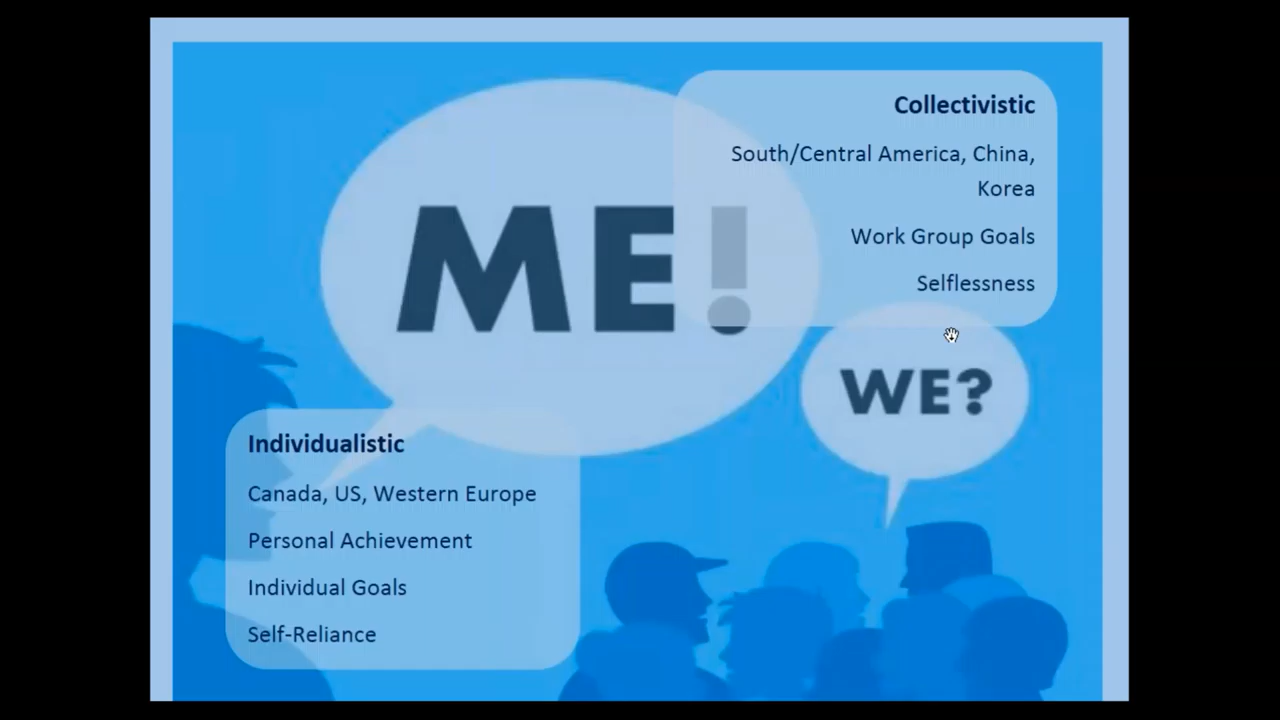 Collectivistic
South/Central America, China,
Korea
Work Group Goals
Selflessness
ME!
WE?
Individualistic
Canada, US, Western Europe
Personal Achievement
Individual Goals
Self-Reliance